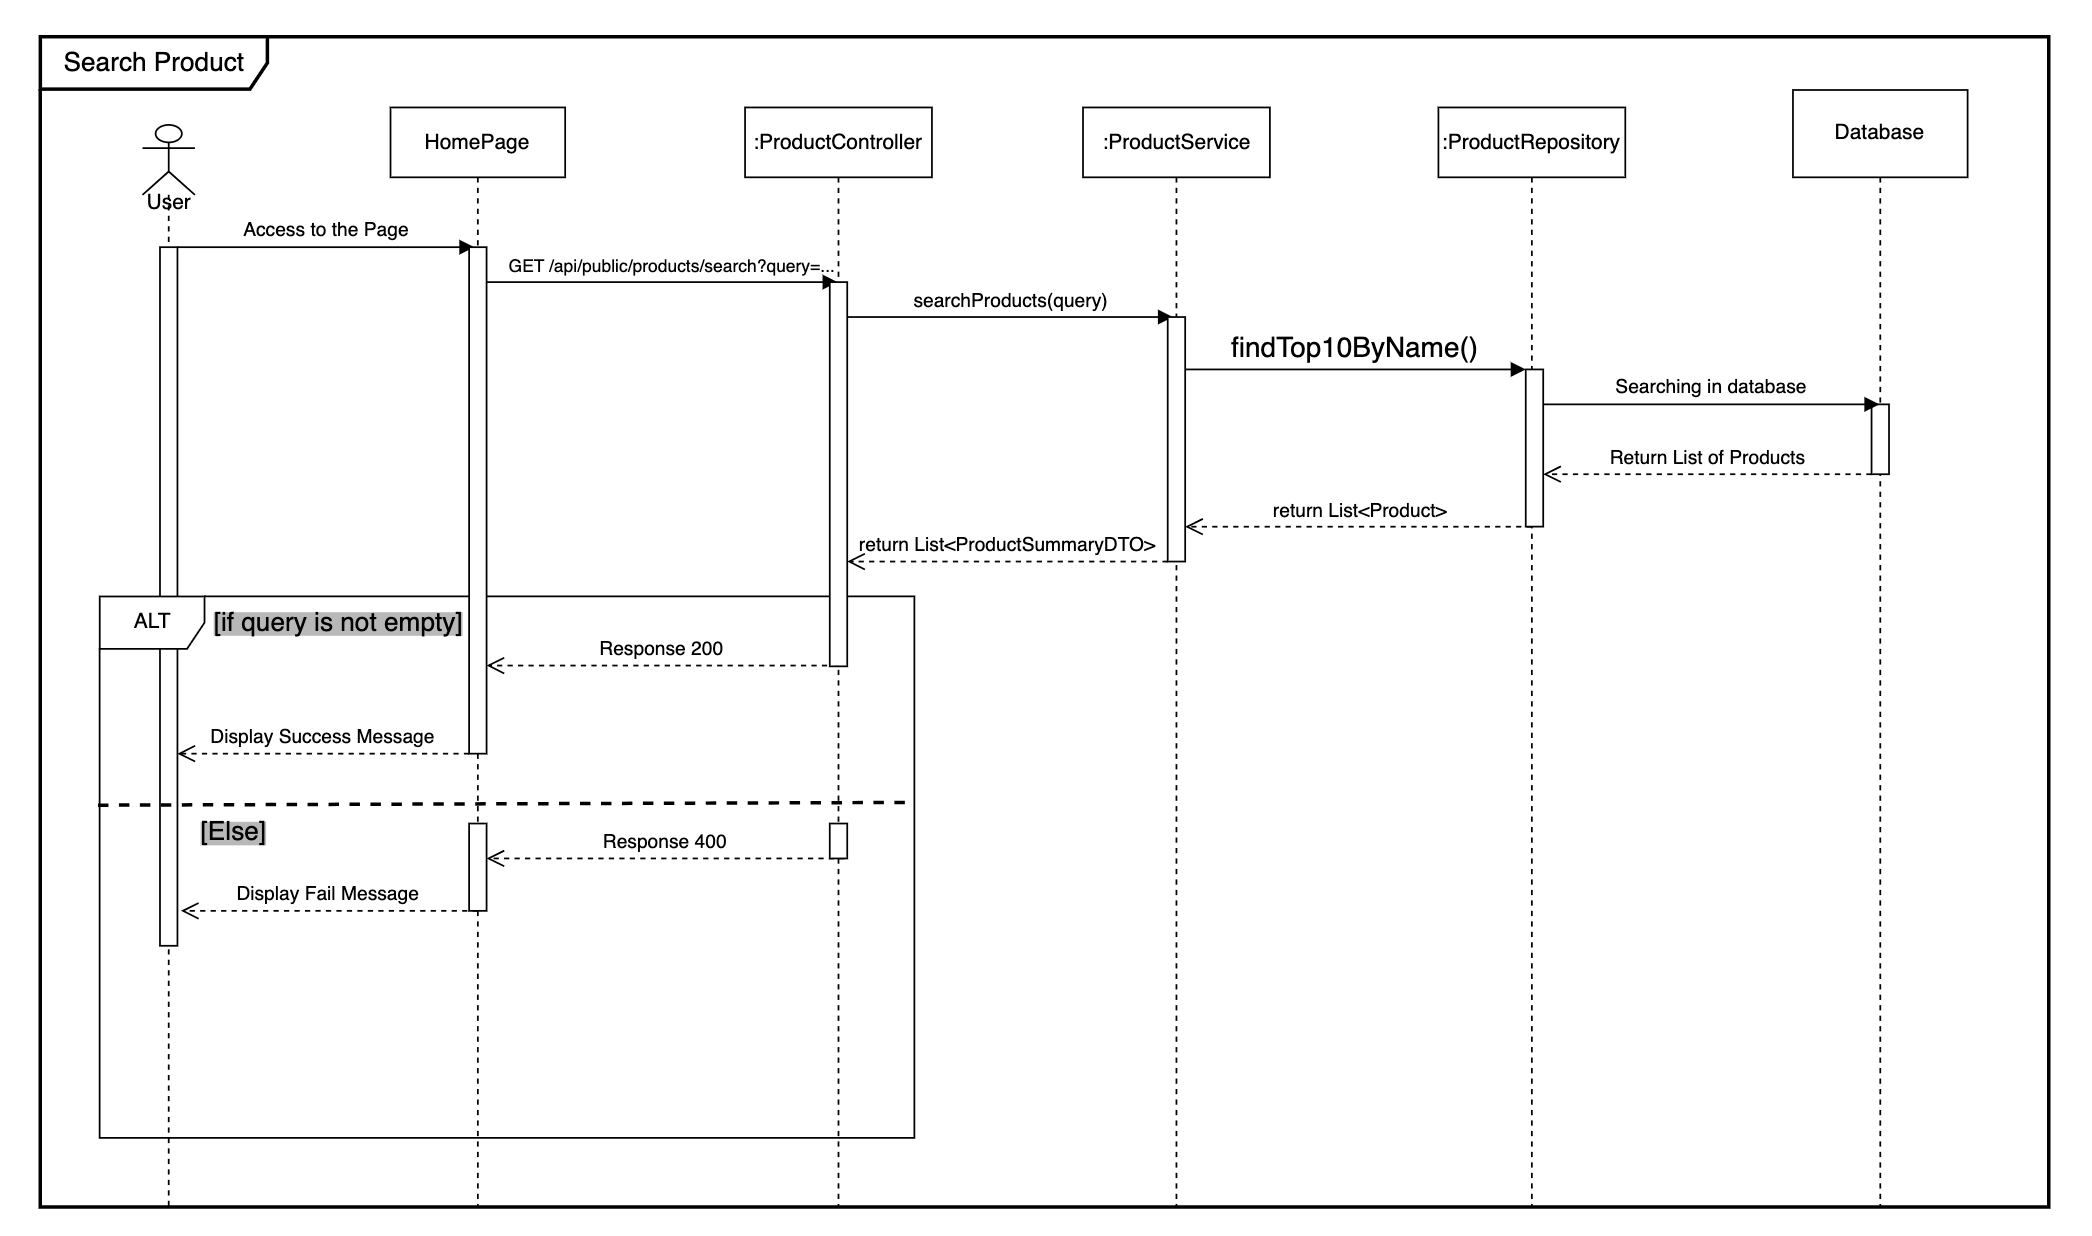 Search Product
HomePage
:ProductController
:ProductService
:ProductRepository
Database
User
Access to the Page
GET /api/public/products/search?query=...
searchProducts(query)
findTop10ByName()
Searching in database
Return List of Products
return List<Product>
return List<ProductSummaryDTO>
ALT
[if query is not empty]
Response 200
Display Success Message
[Else]
Response 400
Display Fail Message